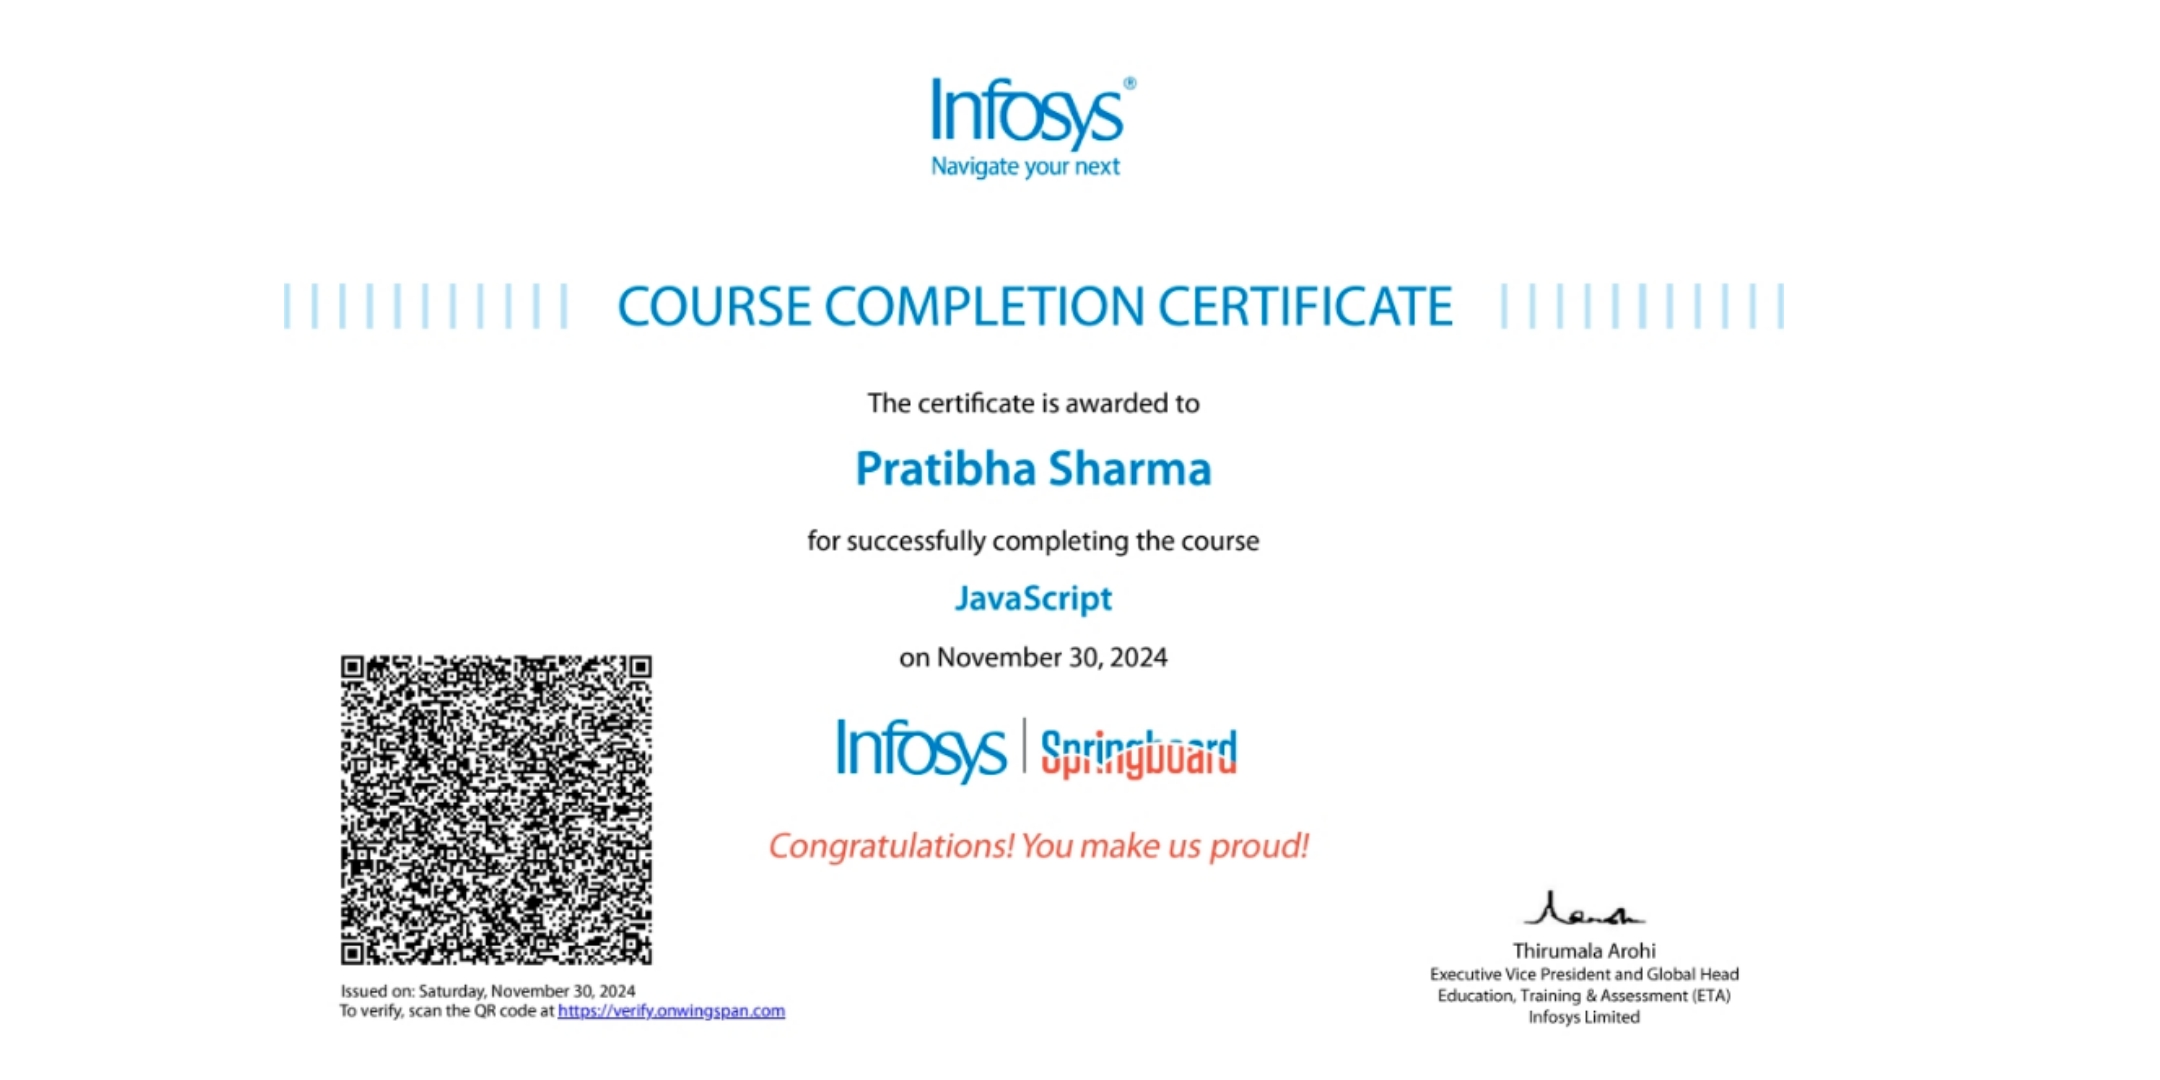 Infosys®
Navigate your next
COURSE COMPLETION CERTIFICATE
The certificate is awarded to
Pratibha Sharma
for successfully completing the course
JavaScript
on November 30, 2024
Infosys | Springboard
Congratulations! You make us proud!
Issued on: Saturday, November 30, 2024
To verify, scan the QR code at https://verify.onwingspan.com
Thirumala Arohi
Executive Vice President and Global Head
Education, Training & Assessment (ETA)
Infosys Limited